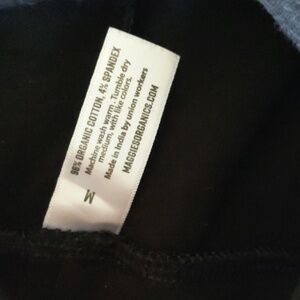 96% ORGANIC COTTON, 4% SPANDEX
Machine wash warm · Tumble dry
medium, with like colors.
Made in India by union workers
MAGGIESORGANICS.COM
M